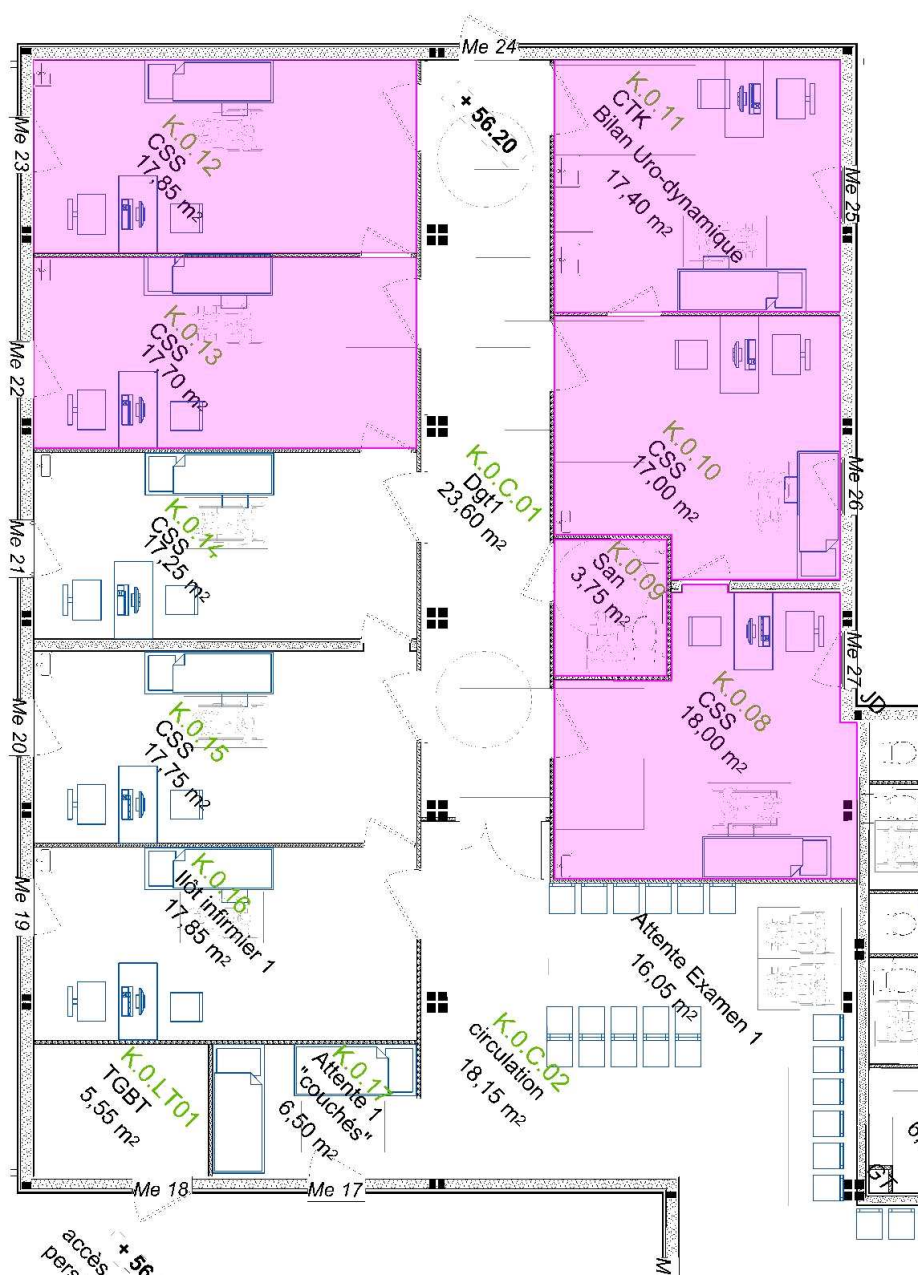 Me 24
+ 56.20
K.0.11
CTK
Bilan Uro-dynamique
17,40 m²
K.0.12
CSS
17,85 m²
Me 23
Me 25
K.0.13
CSS
17,70 m²
Me 22
K.0.C.01
Dgt1
23,60 m²
K.0.10
CSS
17,00 m²
Me 26
K.0.14
CSS
17,25 m²
Me 21
K.0.09
San
3,75 m²
Me 27
JD
K.0.08
CSS
18,00 m²
K.0.15
CSS
17,75 m²
Me 20
K.0.16
Ilôt infirmier 1
17,85 m²
Me 19
Attente Examen 1
16,05 m²
K.0.C.02
circulation
18,15 m²
K.0.LT01
TGBT
5,55 m²
K.0.17
Attente 1
"couchés"
6,50 m²
6,
GT
Me 18
Me 17
M
+ 56
accès
pers